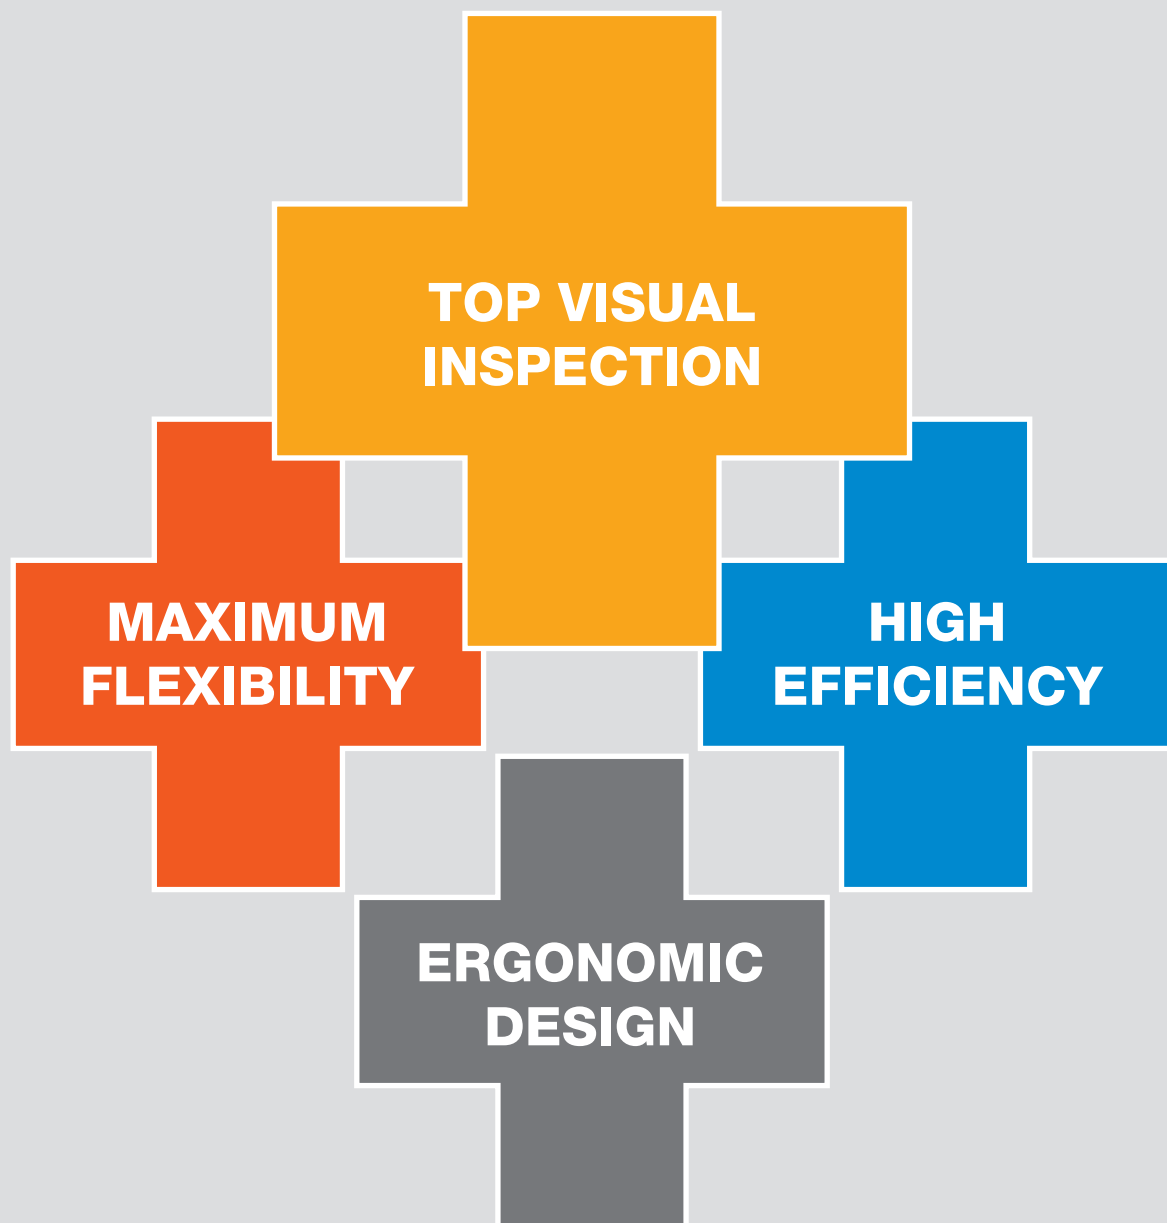 TOP VISUAL
INSPECTION
MAXIMUM
FLEXIBILITY
HIGH
EFFICIENCY
ERGONOMIC
DESIGN